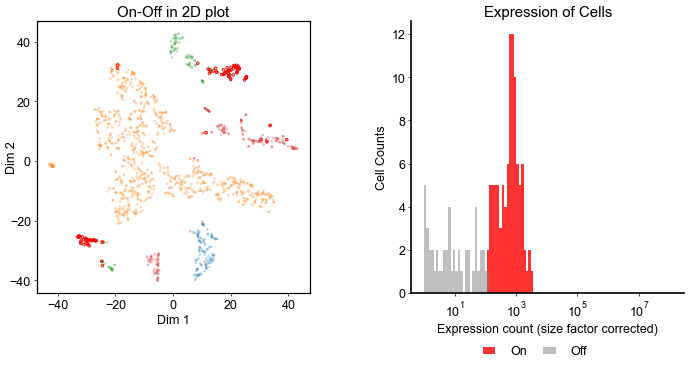 On-Off in 2D plot
Dim 2
40
20
0
−20
−40
−40 −20 0 20 40
Dim 1
Expression of Cells
Cell Counts
12
10
8
6
4
2
0
10^1 10^3 10^5 10^7
Expression count (size factor corrected)
On Off